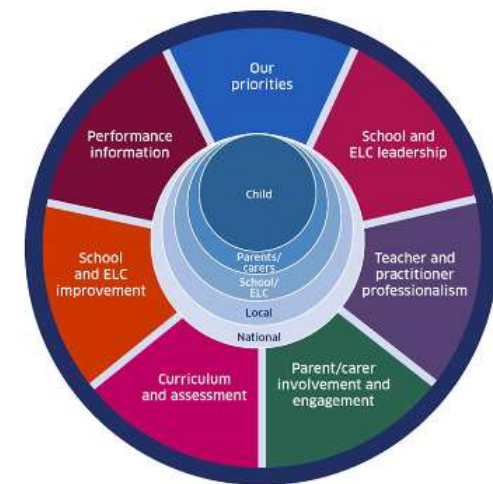 Our
priorities
School and
ELC leadership
Teacher and
practitioner
professionalism
Parent/carer
involvement and
engagement
Curriculum
and assessment
School
and ELC
improvement
Performance
information
Child
Parents/
carers
School/
ELC
Local
National